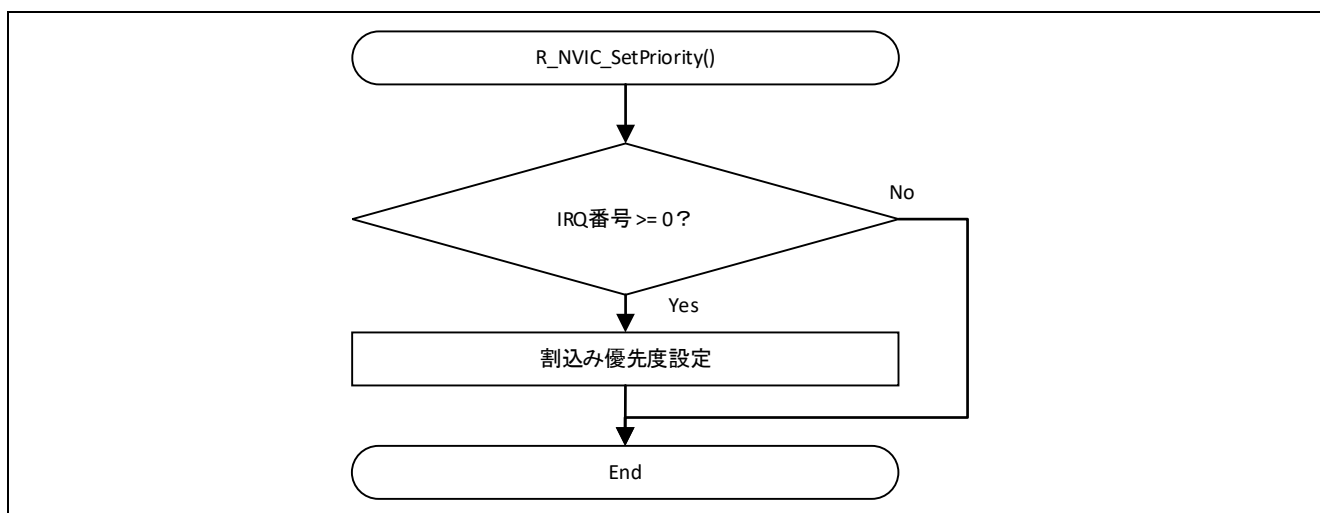 R_NVIC_SetPriority()
IRQ番号 >= 0？
No
Yes
割込み優先度設定
End